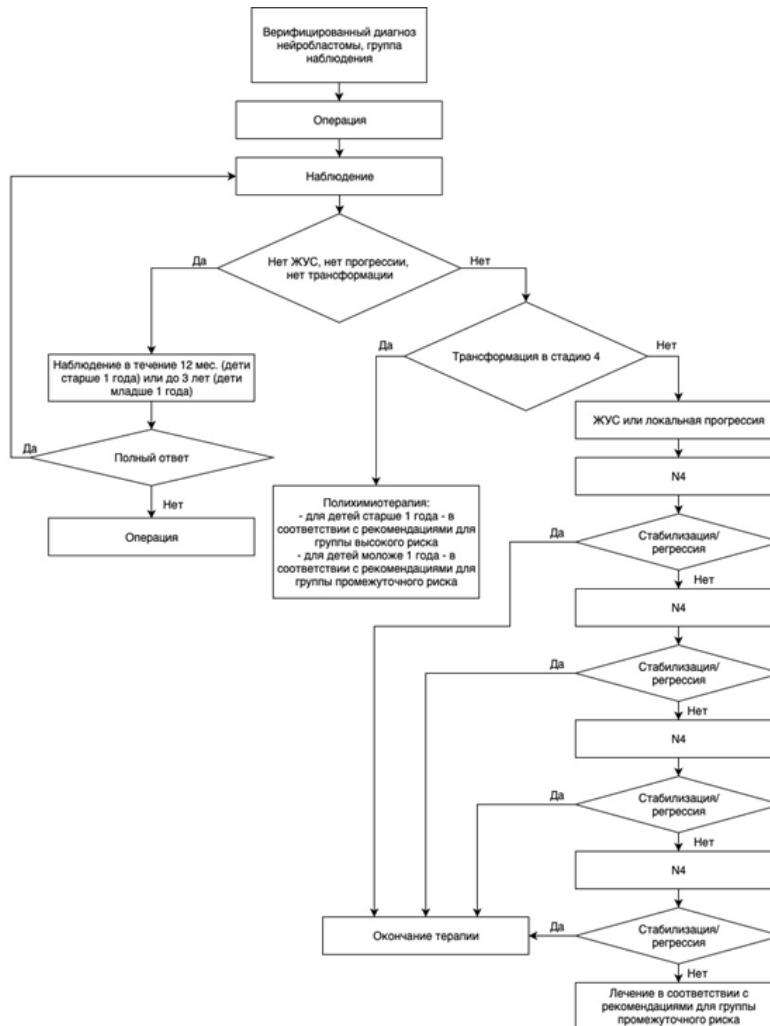 Верифицированный диагноз
нейробластомы, группа
наблюдения
Операция
Наблюдение
Да
Нет ЖУС, нет прогрессии,
нет трансформации
Нет
Наблюдение в течение 12 мес. (дети
старше 1 года) или до 3 лет (дети
младше 1 года)
Да
Полный ответ
Нет
Операция
Да
Трансформация в стадию 4
Нет
Полихимиотерапия:
- для детей старше 1 года - в
соответствии с рекомендациями для
группы высокого риска
- для детей моложе 1 года - в
соответствии с рекомендациями для
группы промежуточного риска
ЖУС или локальная прогрессия
N4
Да
Стабилизация/
регрессия
Нет
N4
Да
Стабилизация/
регрессия
Нет
N4
Да
Стабилизация/
регрессия
Нет
N4
Окончание терапии
Да
Стабилизация/
регрессия
Нет
Лечение в соответствии с
рекомендациями для группы
промежуточного риска